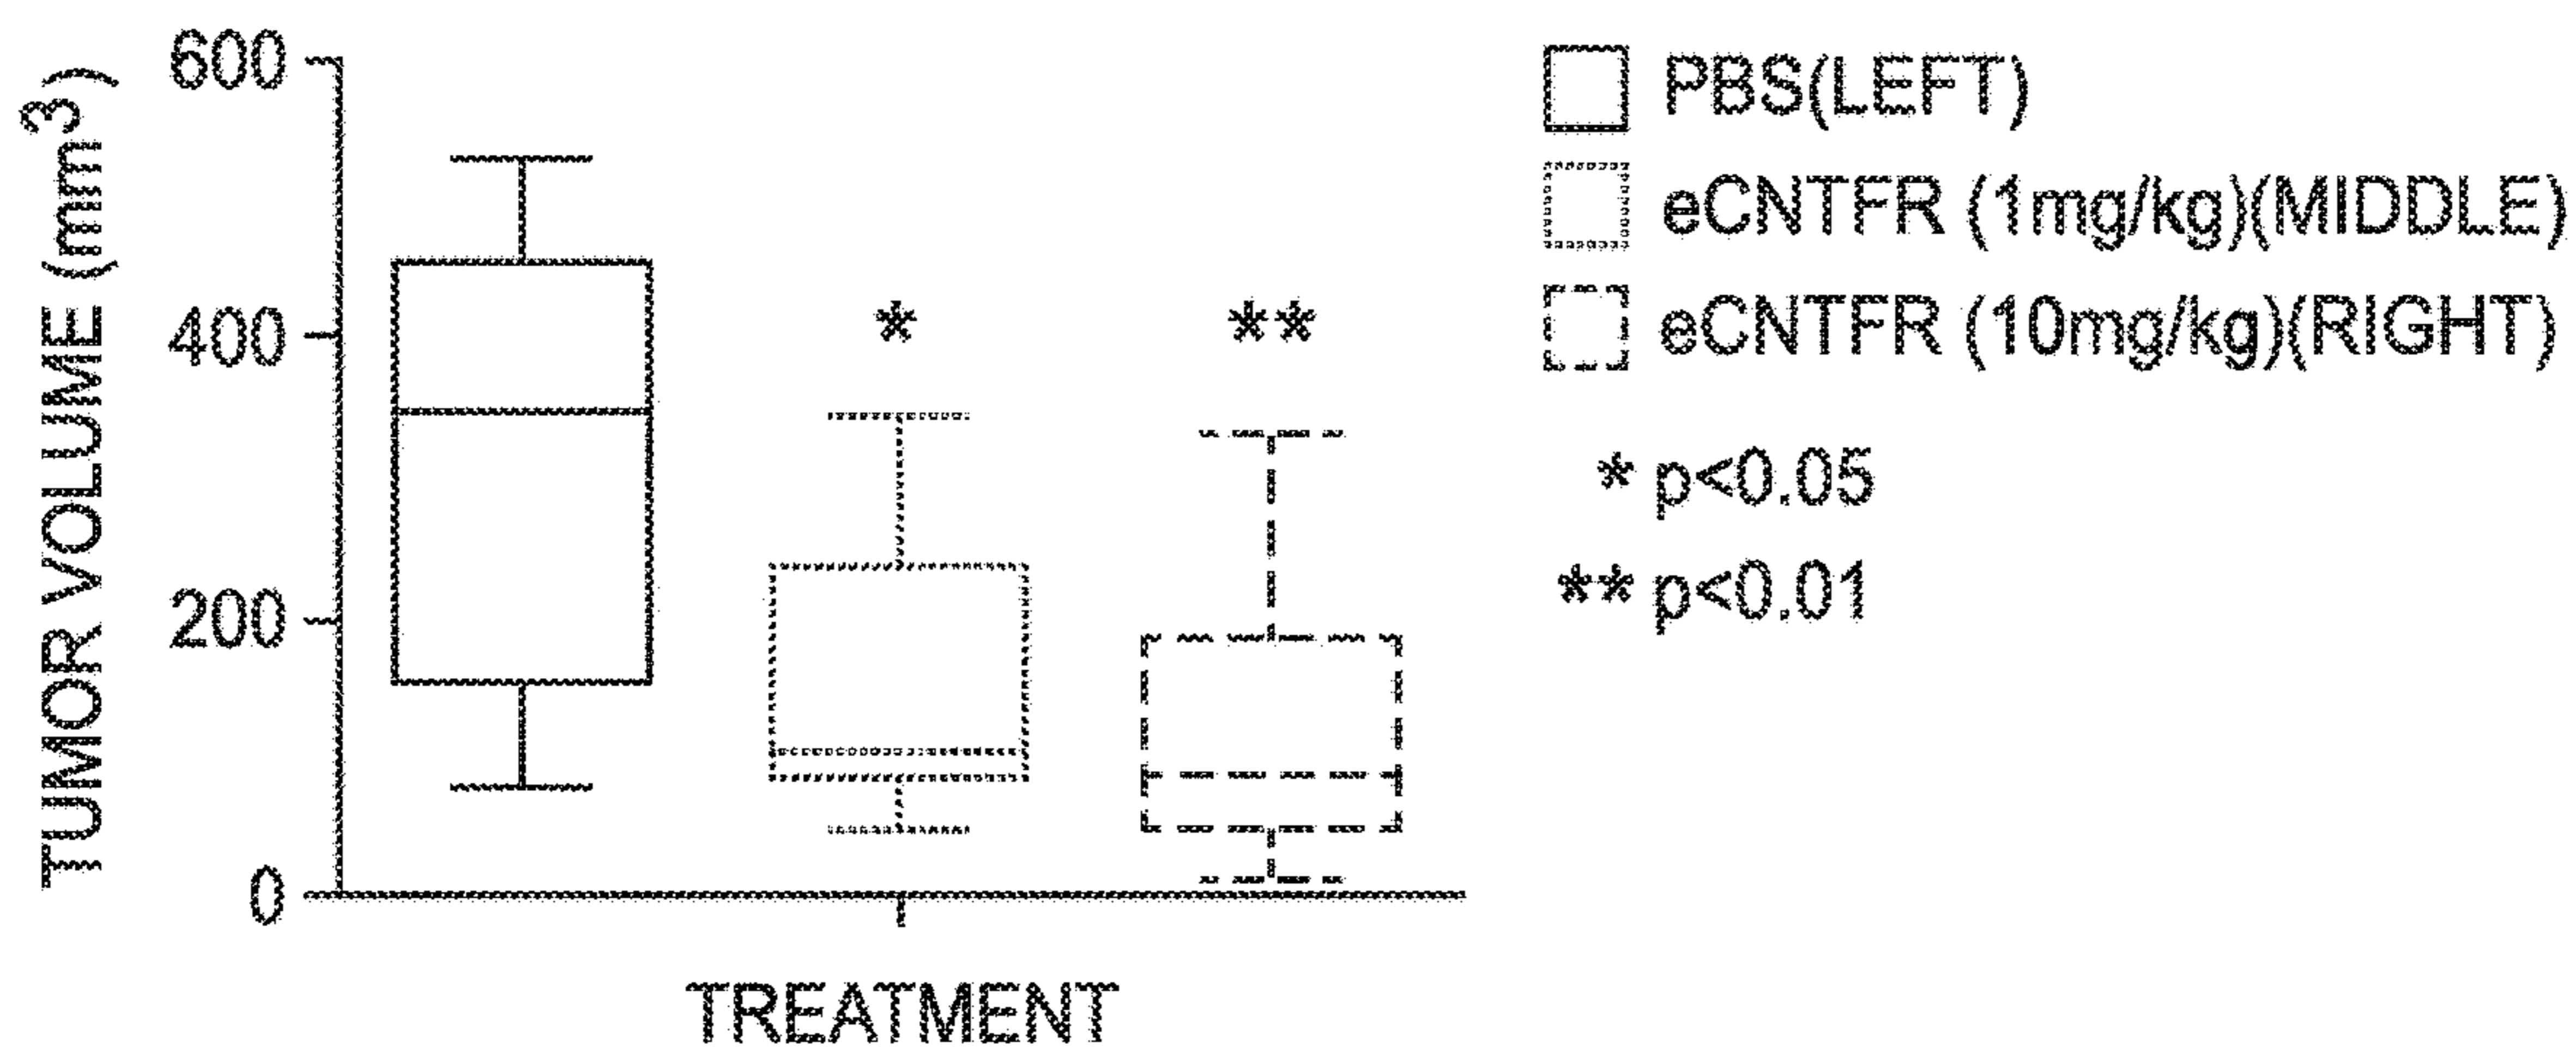 TUMOR VOLUME (mm³)
600
400
200
0
* **
TREATMENT
PBS(LEFT)
eCNTFR (1mg/kg)(MIDDLE)
eCNTFR (10mg/kg)(RIGHT)
* p<0.05
** p<0.01